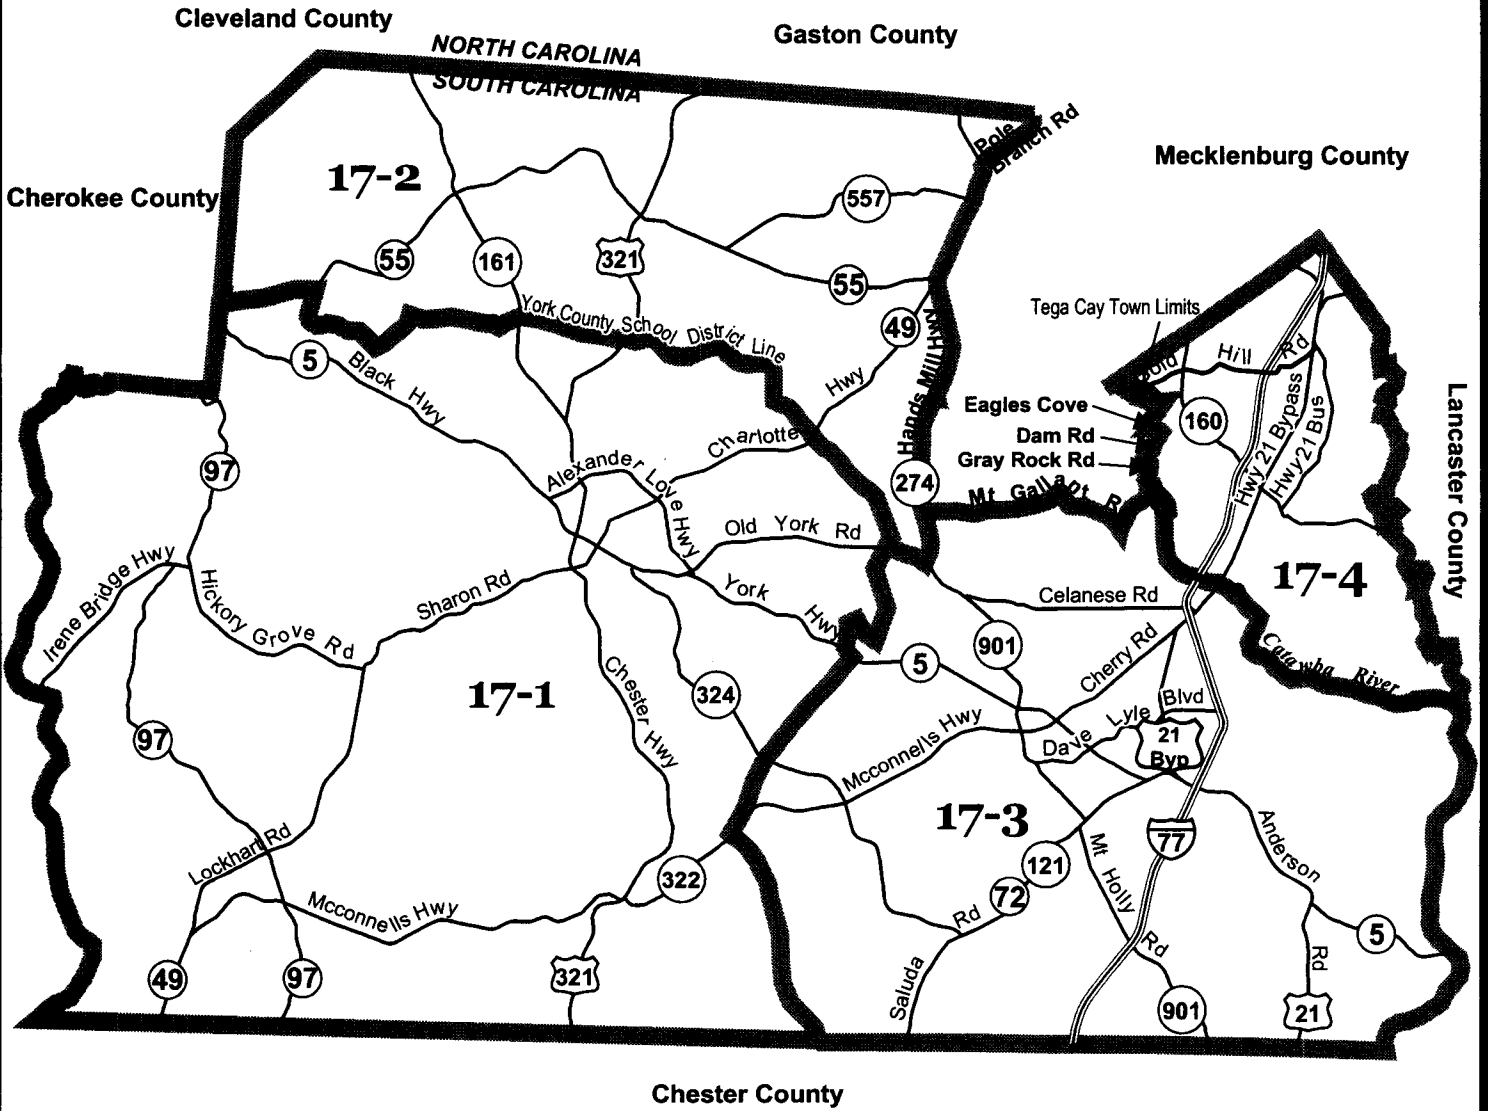 Cleveland County
Gaston County
NORTH CAROLINA
SOUTH CAROLINA
Pole
Branch Rd
Mecklenburg County
17-2
Cherokee County
557
55
161
321
55
49
York County School District Line
Hands Mill Hwy
Tega Cay Town Limits
Gold Hill Rd
5
Black Hwy
Hwy
Charlotte
Eagles Cove
Dam Rd
Gray Rock Rd
160
Hwy 21 Bypass
Hwy 21 Bus
Lancaster County
97
Alexander Love Hwy
274
Mt Gallant R
Old York Rd
17-4
Irene Bridge Hwy
Hickory Grove Rd
Sharon Rd
York Hwy
Celanese Rd
901
5
Cherry Rd
Catawba River
17-1
Chester Hwy
324
Mcconnells Hwy
Dave Lyle Blvd
21
Byp
97
17-3
77
Anderson
Rd
Lockhart Rd
322
121
72
Mt Holly
Rd
Mcconnells Hwy
Saluda
Rd
5
49
97
321
901
21
Chester County